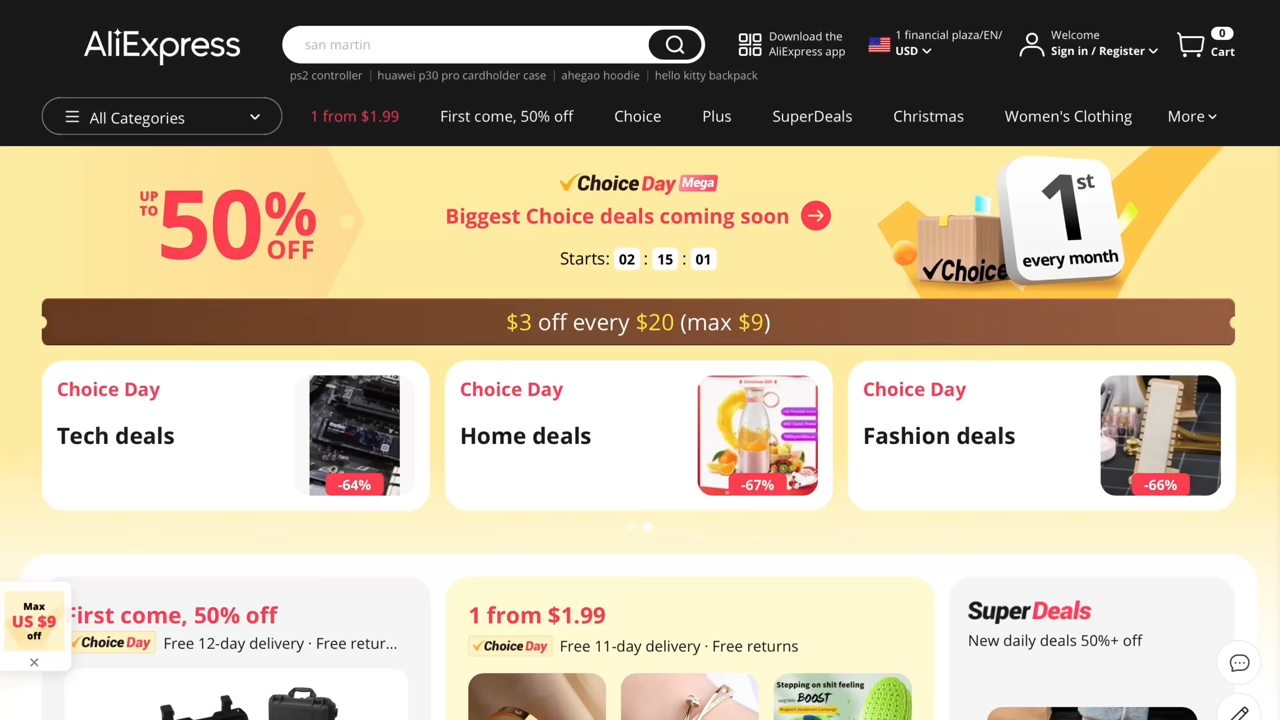 AliExpress
san martin
ps2 controller
huawei p30 pro cardholder case
ahegao hoodie
hello kitty backpack
Download the
AliExpress app
1 financial plaza/EN/
USD
Welcome
Sign in / Register
0
Cart
All Categories
1 from $1.99
First come, 50% off
Choice
Plus
SuperDeals
Christmas
Women's Clothing
More
UP TO 50% OFF
Choice Day Mega
Biggest Choice deals coming soon
Starts: 02 : 15 : 01
Choice
1st
every month
$3 off every $20 (max $9)
Choice Day
Tech deals
-64%
Choice Day
Home deals
-67%
Choice Day
Fashion deals
-66%
Max
US $9
off
First come, 50% off
Choice Day Free 12-day delivery · Free retur...
1 from $1.99
Choice Day Free 11-day delivery · Free returns
Stepping on shit feeling
BOOST
SuperDeals
New daily deals 50%+ off